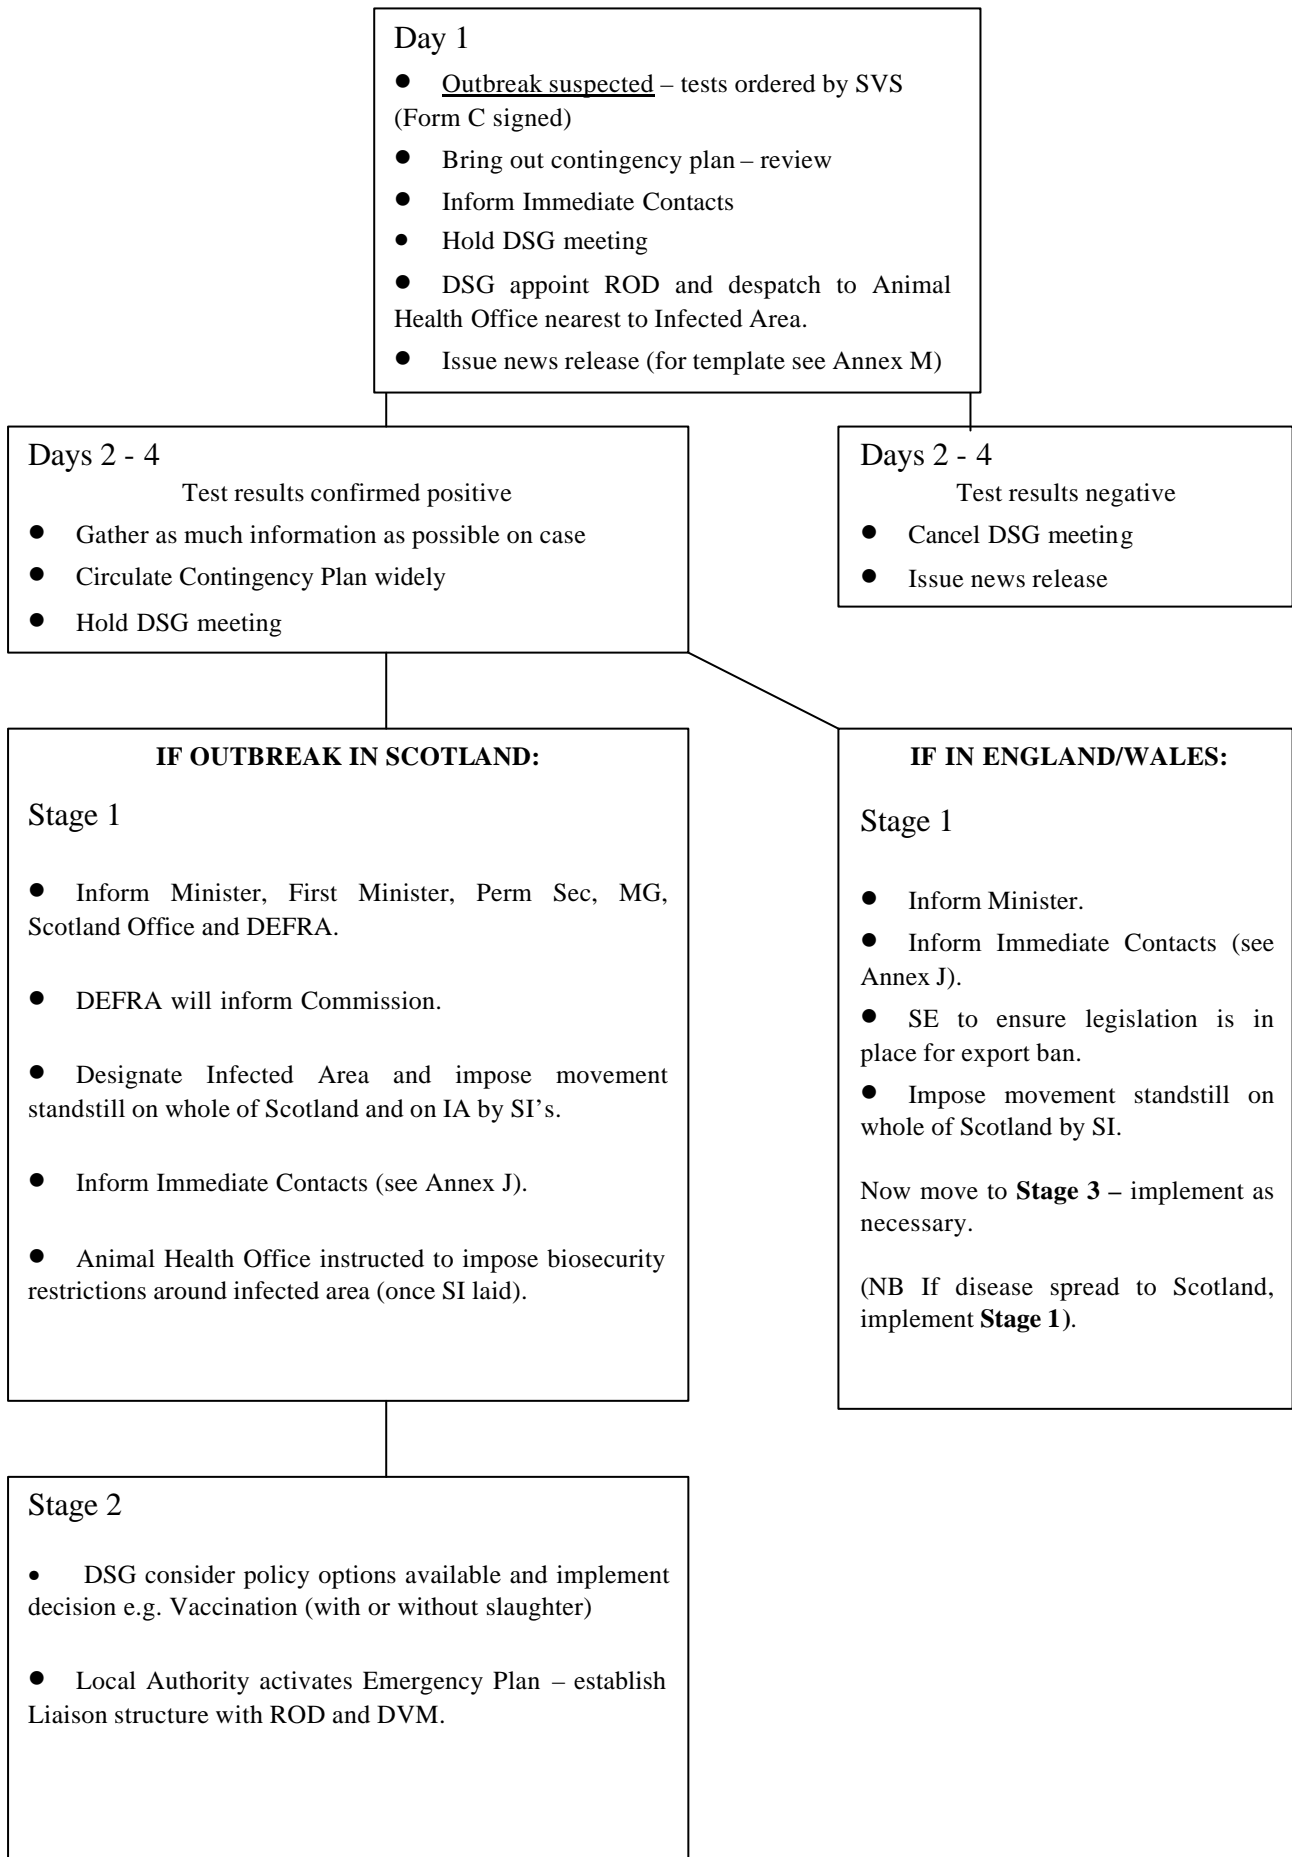 Day 1
● Outbreak suspected – tests ordered by SVS
(Form C signed)
● Bring out contingency plan – review
● Inform Immediate Contacts
● Hold DSG meeting
● DSG appoint ROD and despatch to Animal
Health Office nearest to Infected Area.
● Issue news release (for template see Annex M)
Days 2 - 4
Test results confirmed positive
● Gather as much information as possible on case
● Circulate Contingency Plan widely
● Hold DSG meeting
Days 2 - 4
Test results negative
● Cancel DSG meeting
● Issue news release
IF OUTBREAK IN SCOTLAND:
Stage 1
● Inform Minister, First Minister, Perm Sec, MG,
Scotland Office and DEFRA.
● DEFRA will inform Commission.
● Designate Infected Area and impose movement
standstill on whole of Scotland and on IA by SI's.
● Inform Immediate Contacts (see Annex J).
● Animal Health Office instructed to impose biosecurity
restrictions around infected area (once SI laid).
IF IN ENGLAND/WALES:
Stage 1
● Inform Minister.
● Inform Immediate Contacts (see
Annex J).
● SE to ensure legislation is in
place for export ban.
● Impose movement standstill on
whole of Scotland by SI.
Now move to Stage 3 – implement as
necessary.
(NB If disease spread to Scotland,
implement Stage 1).
Stage 2
• DSG consider policy options available and implement
decision e.g. Vaccination (with or without slaughter)
● Local Authority activates Emergency Plan – establish
Liaison structure with ROD and DVM.